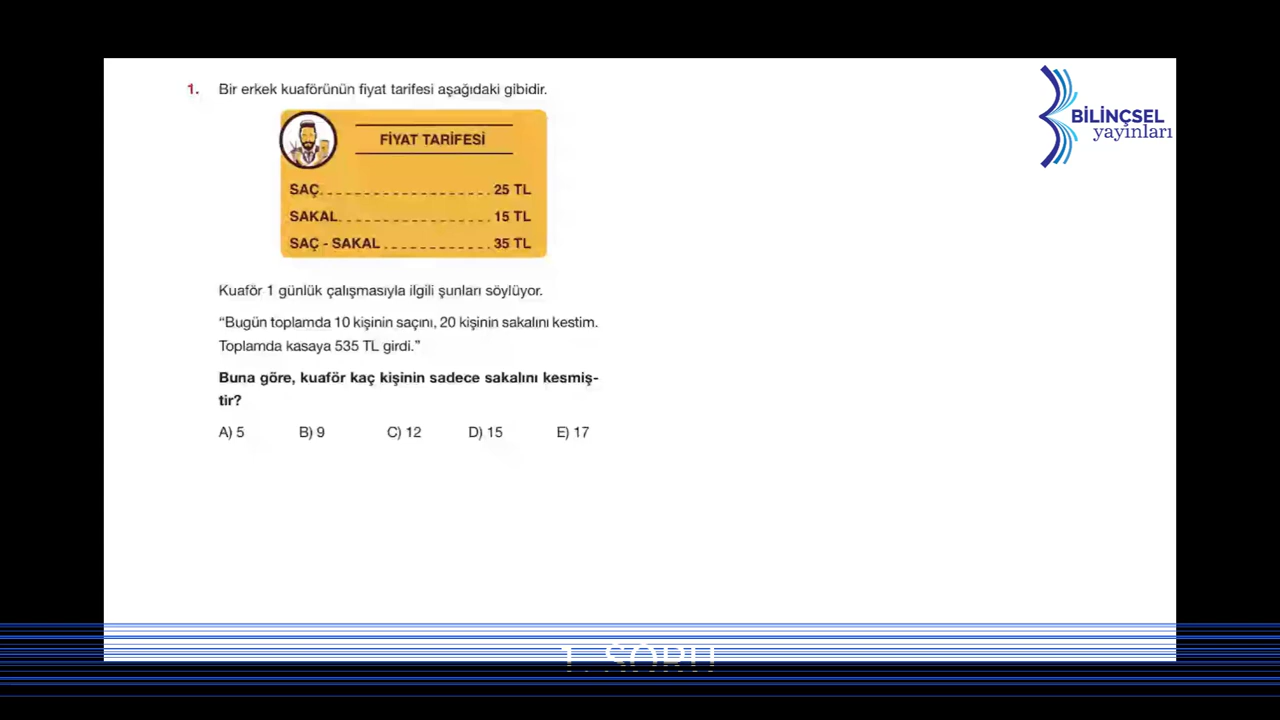 1. Bir erkek kuaförünün fiyat tarifesi aşağıdaki gibidir.
BİLİNÇSEL
yayınları
FİYAT TARİFESİ
SAÇ 25 TL
SAKAL 15 TL
SAÇ - SAKAL 35 TL
Kuaför 1 günlük çalışmasıyla ilgili şunları söylüyor.
“Bugün toplamda 10 kişinin saçını, 20 kişinin sakalını kestim.
Toplamda kasaya 535 TL girdi.”
Buna göre, kuaför kaç kişinin sadece sakalını kesmiş-
tir?
A) 5 B) 9 C) 12 D) 15 E) 17
1. SORU